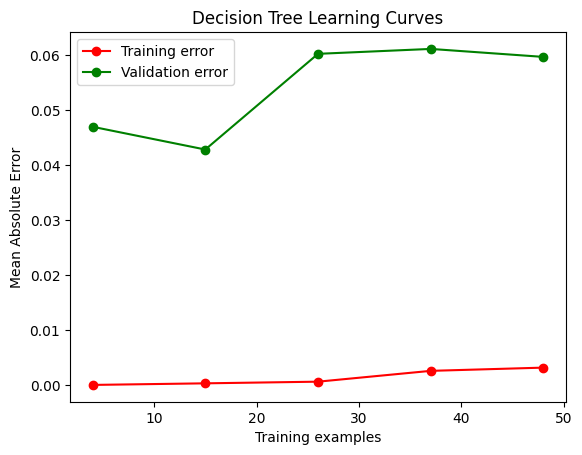 Decision Tree Learning Curves
Training error
Validation error
Mean Absolute Error
0.06
0.05
0.04
0.03
0.02
0.01
0.00
10
20
30
40
50
Training examples